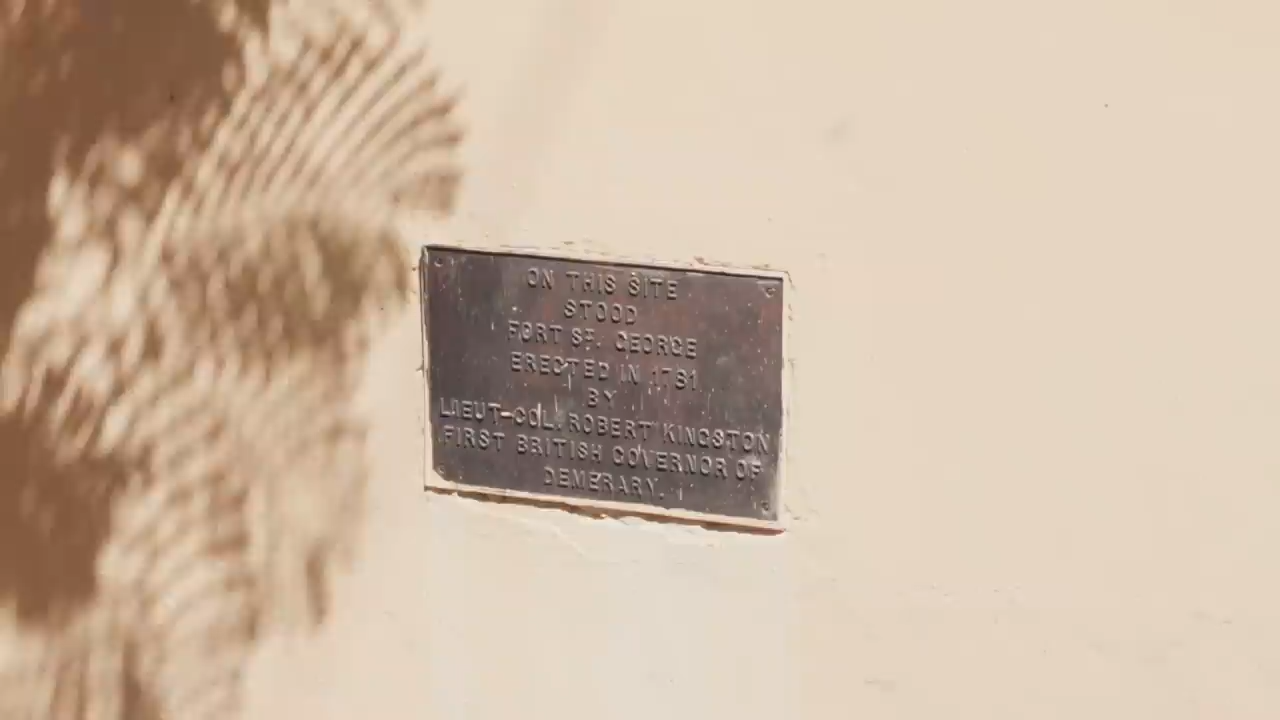 ON THIS SITE
STOOD
FORT ST. GEORGE
ERECTED IN 1781
BY
LIEUT-COL. ROBERT KINGSTON
FIRST BRITISH GOVERNOR OF
DEMERARY.